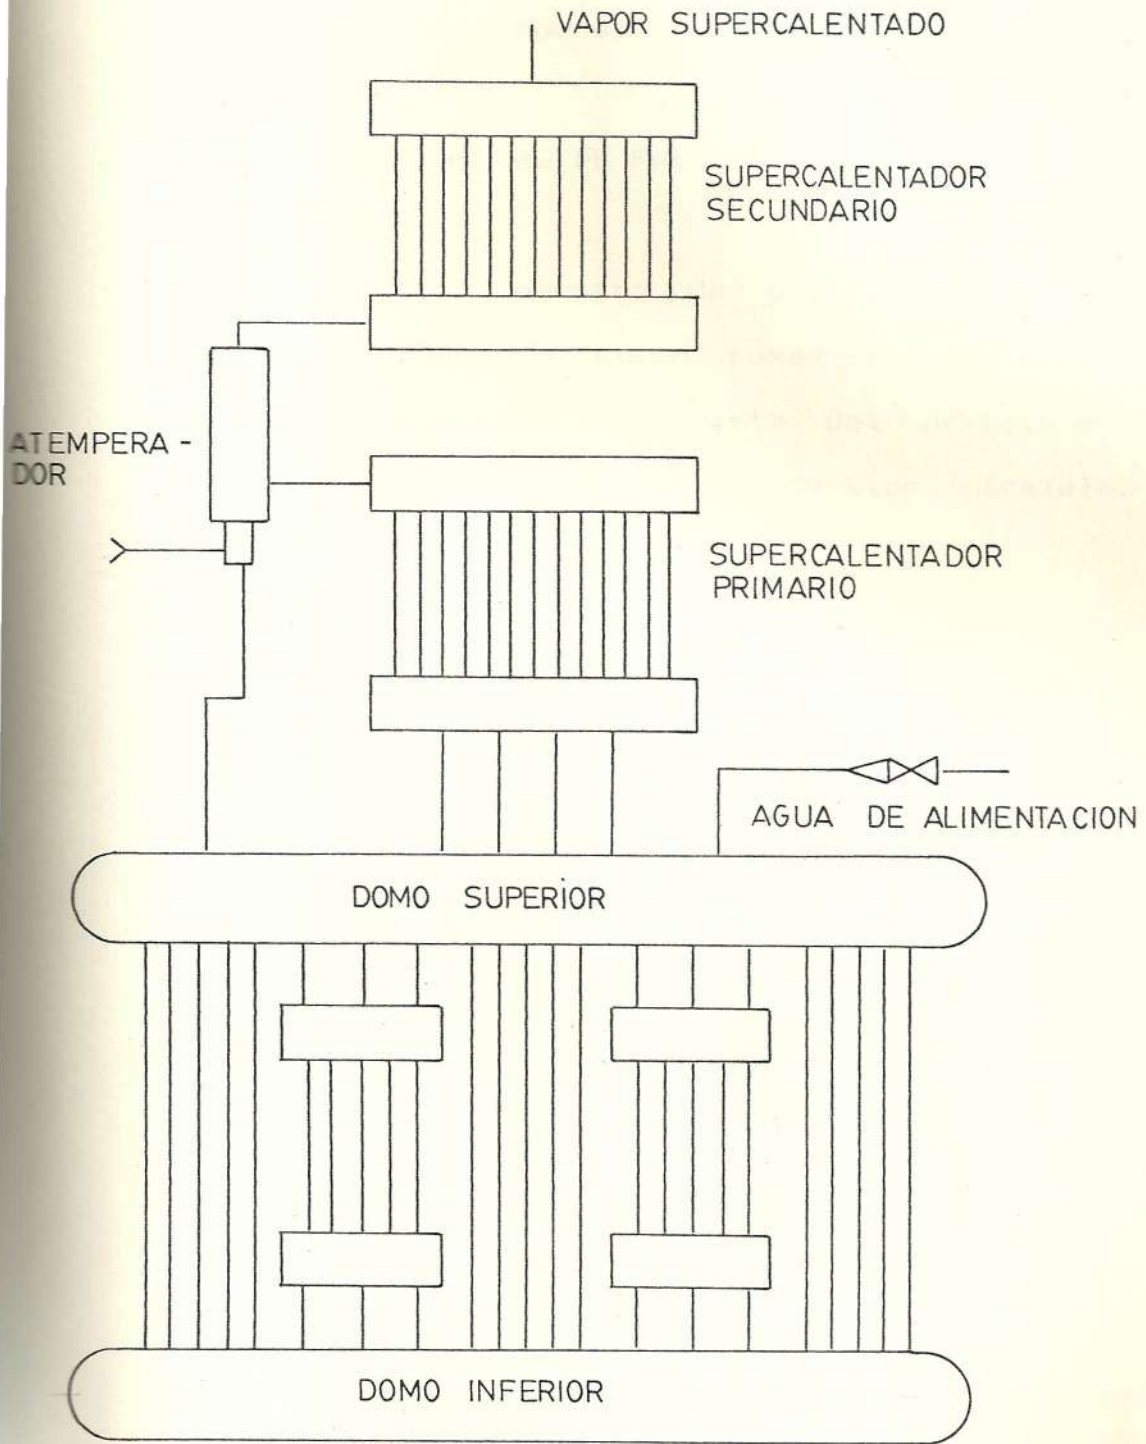 VAPOR SUPERCALENTADO
SUPERCALENTADOR
SECUNDARIO
ATEMPERA-
DOR
SUPERCALENTADOR
PRIMARIO
AGUA DE ALIMENTACION
DOMO SUPERIOR
DOMO INFERIOR